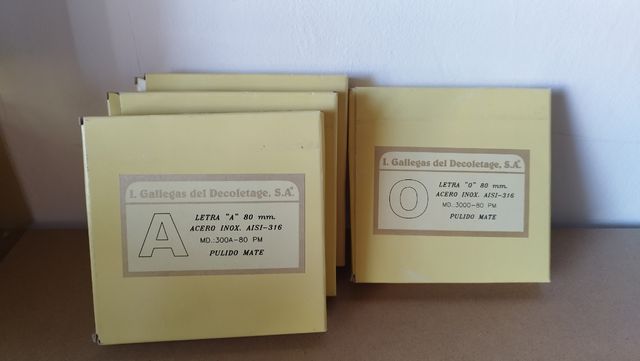 I. Gallegas del Decoletage, S.A.
A
LETRA "A" 80 mm.
ACERO INOX. AISI-316
MD.:300A-80 PM
PULIDO MATE
I. Gallegas del Decoletage, S.A.
O
LETRA "O" 80 mm.
ACERO INOX. AISI-316
MD.:300O-80 PM
PULIDO MATE